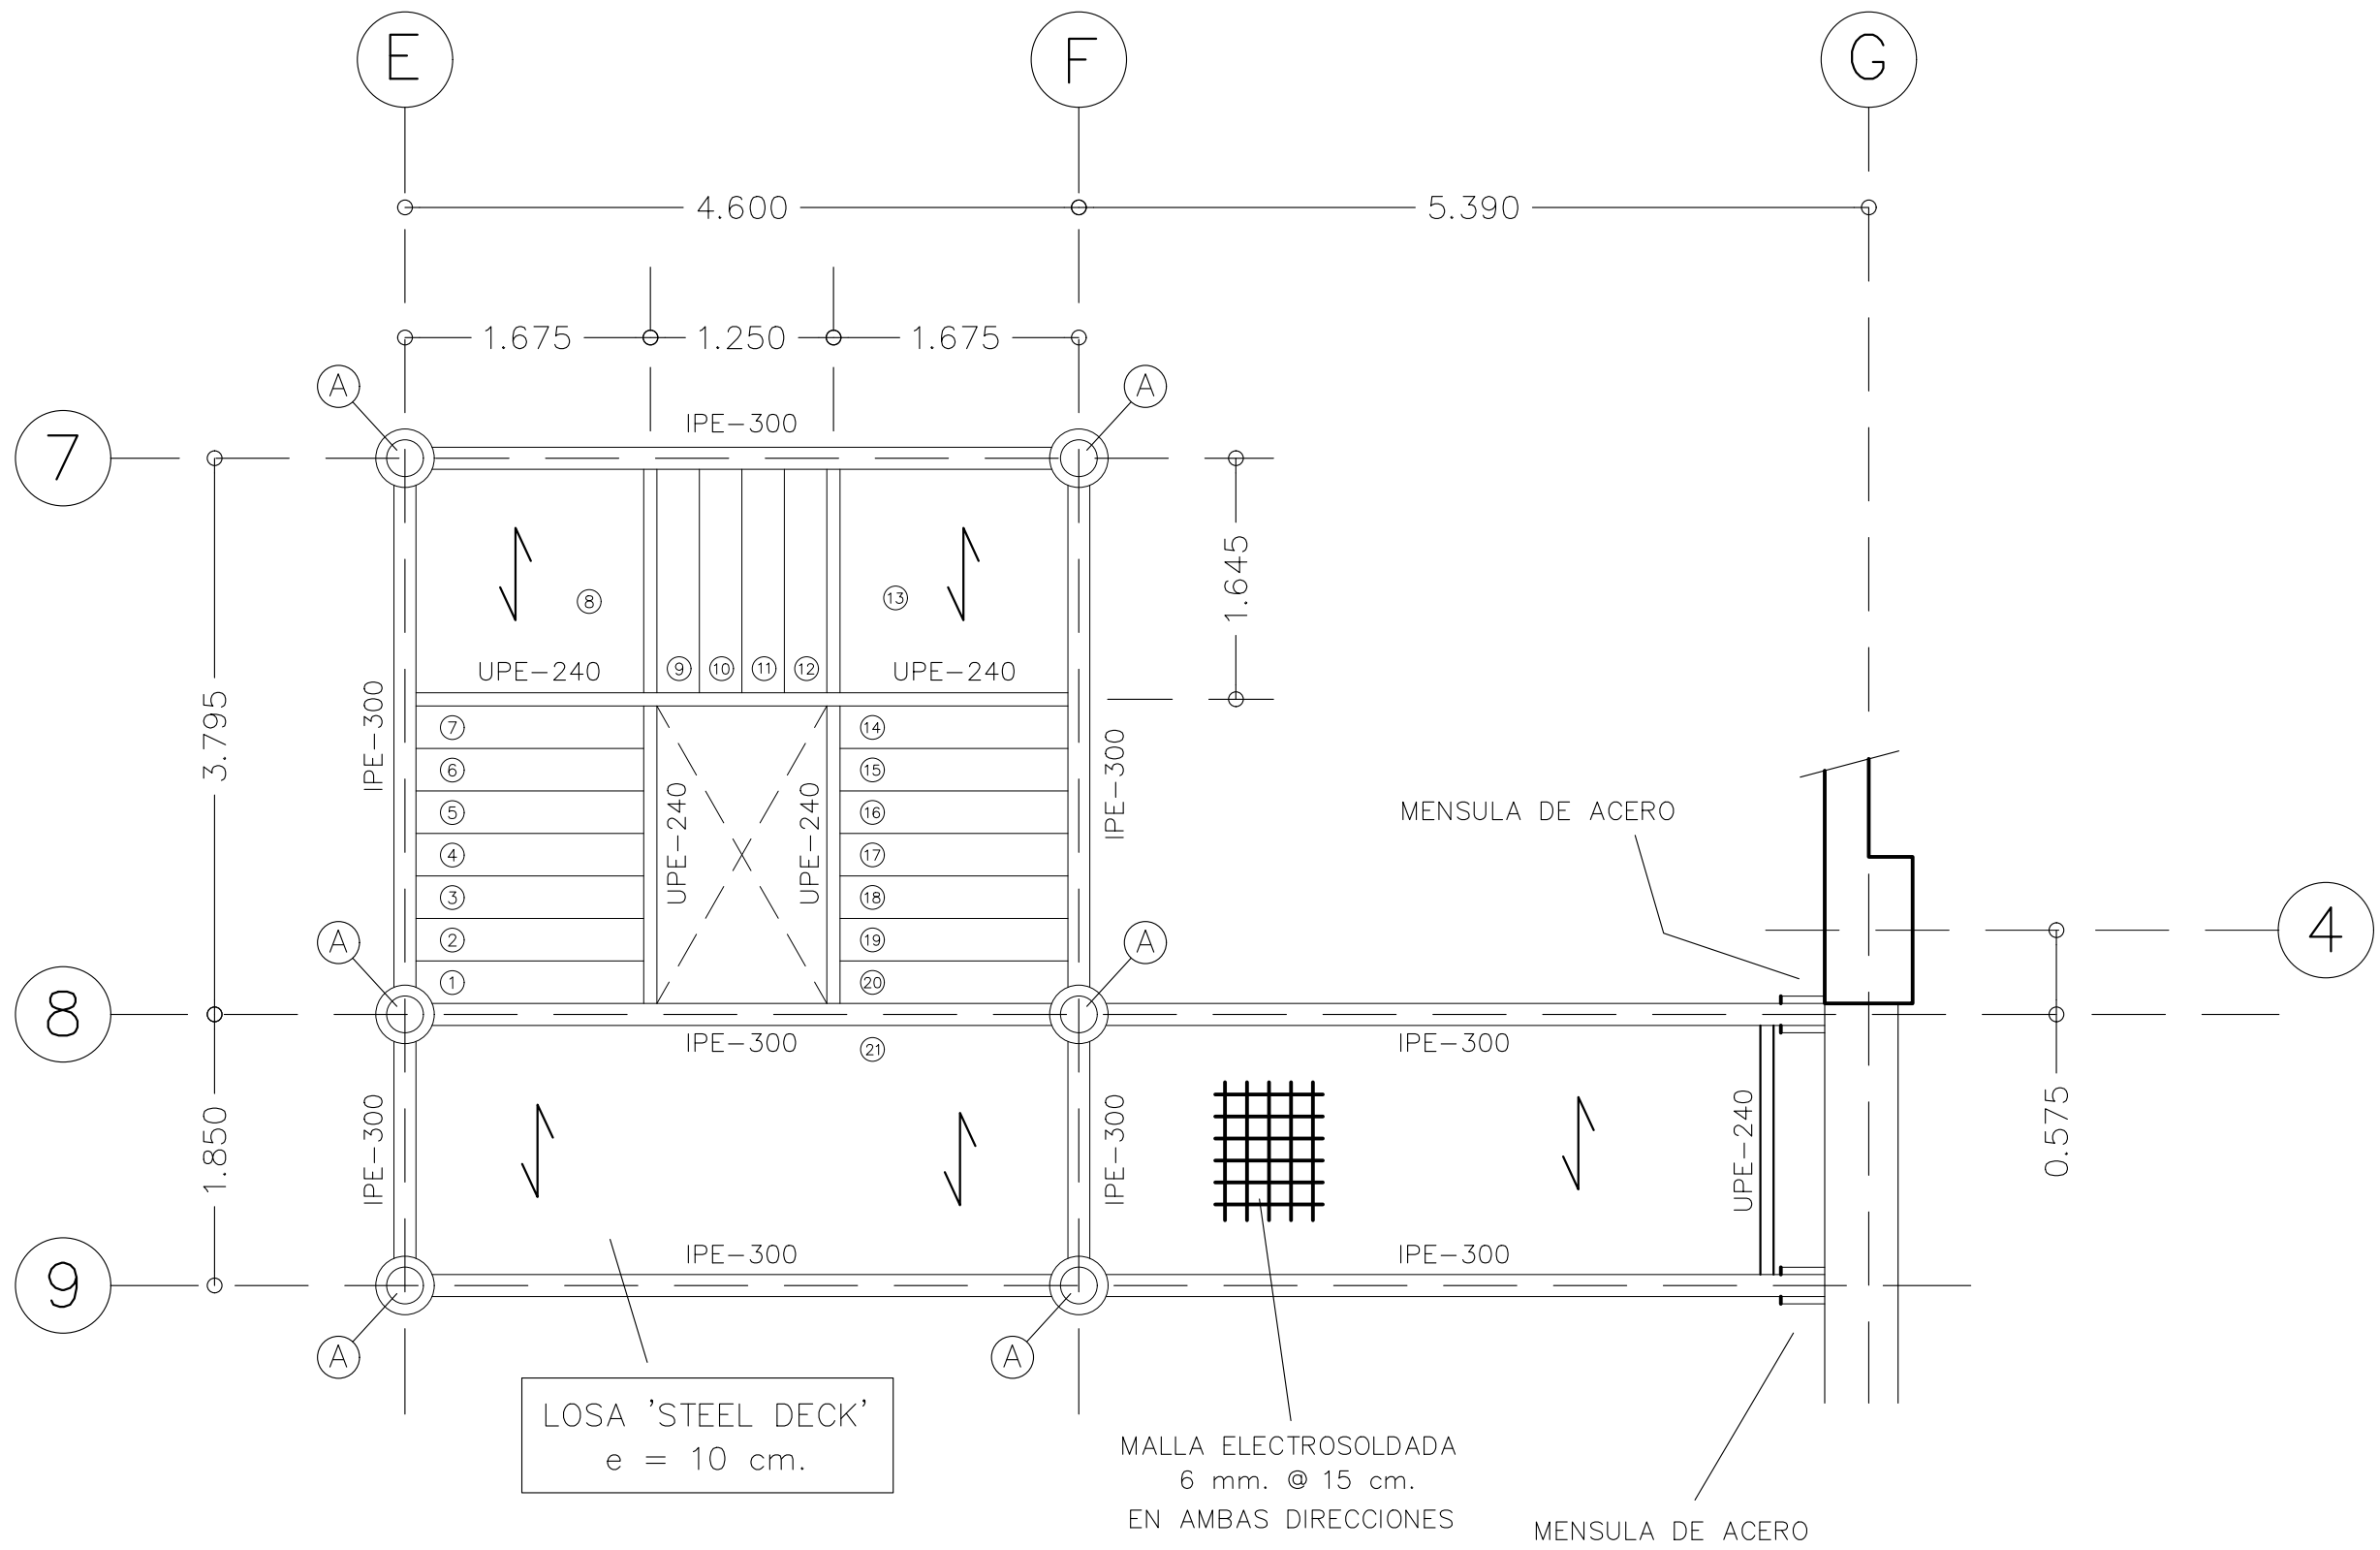 E
F
G
4.600
5.390
1.675
1.250
1.675
A
A
IPE-300
7
1.645
8
13
UPE-240
9
10
11
12
UPE-240
3.795
IPE-300
IPE-300
7
14
6
15
5
16
4
17
3
18
2
19
1
20
UPE-240
UPE-240
MENSULA DE ACERO
4
A
A
8
IPE-300
21
IPE-300
0.575
1.850
IPE-300
IPE-300
UPE-240
IPE-300
IPE-300
9
A
A
LOSA 'STEEL DECK'
e = 10 cm.
MALLA ELECTROSOLDADA
6 mm. @ 15 cm.
EN AMBAS DIRECCIONES
MENSULA DE ACERO